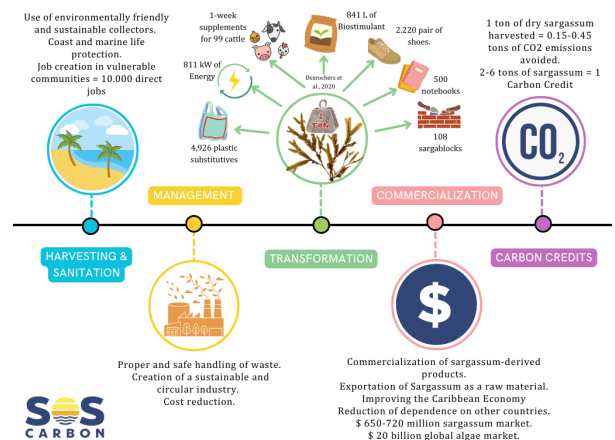 Use of environmentally friendly
and sustainable collectors.
Coast and marine life
protection.
Job creation in vulnerable
communities = 10.000 direct
jobs
1-week
supplements
for 99 cattle
841 L of
Biostimulant
2.220 pair of
shoes.
811 kW of
Energy
Desrochers et
al., 2020
500
notebooks
4,926 plastic
substitutives
1
TON
108
sargablocks
1 ton of dry sargassum
harvested = 0.15-0.45
tons of CO2 emissions
avoided.
2-6 tons of sargassum = 1
Carbon Credit
CO2
MANAGEMENT
COMMERCIALIZATION
HARVESTING &
SANITATION
TRANSFORMATION
CARBON CREDITS
$
Proper and safe handling of waste.
Creation of a sustainable and
circular industry.
Cost reduction.
Commercialization of sargassum-derived
products.
Exportation of Sargassum as a raw material.
Improving the Caribbean Economy
Reduction of dependence on other countries.
$ 650-720 million sargassum market.
$ 20 billion global algae market.
SOS
CARBON